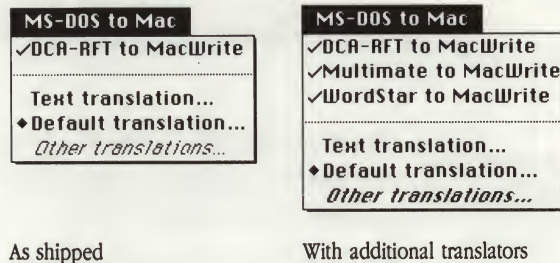 MS-DOS to Mac
✓DCA-RFT to MacWrite
Text translation...
◆Default translation...
Other translations...
As shipped
MS-DOS to Mac
✓DCA-RFT to MacWrite
✓Multimate to MacWrite
✓WordStar to MacWrite
Text translation...
◆Default translation...
Other translations...
With additional translators